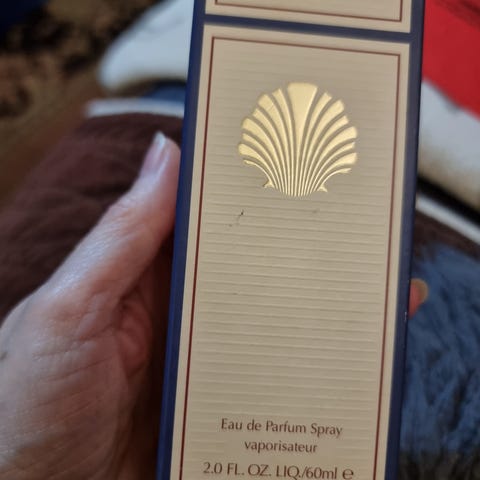 Eau de Parfum Spray
vaporisateur
2.0 FL. OZ. LIQ./60ml ℮